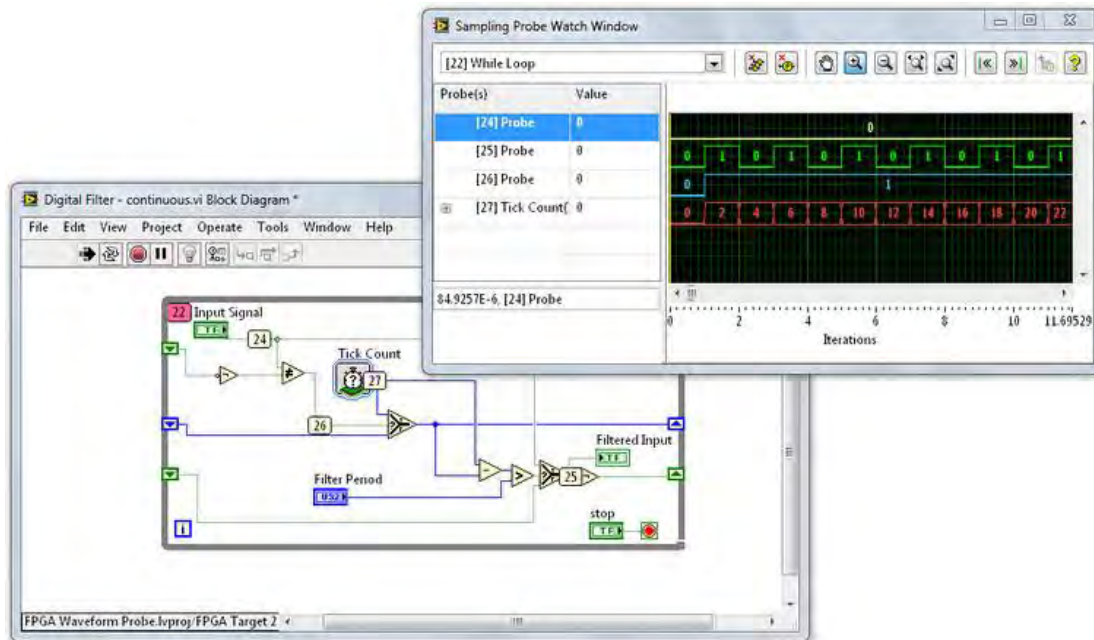 Sampling Probe Watch Window
[22] While Loop
Probe(s) Value
[24] Probe 0
[25] Probe 0
[26] Probe 0
[27] Tick Count( 0
84.9257E-6, [24] Probe
0
0 1 0 1 0 1 0 1 0 1 0 1
0 1
0 2 4 6 8 10 12 14 16 18 20 22
0 2 4 6 8 10 11.69529
Iterations
Digital Filter - continuous.vi Block Diagram *
File Edit View Project Operate Tools Window Help
22 Input Signal
TF
24
Tick Count
27
26
Filtered Input
TF
25
Filter Period
U32
stop
TF
i
FPGA Waveform Probe.lvproj/FPGA Target 2